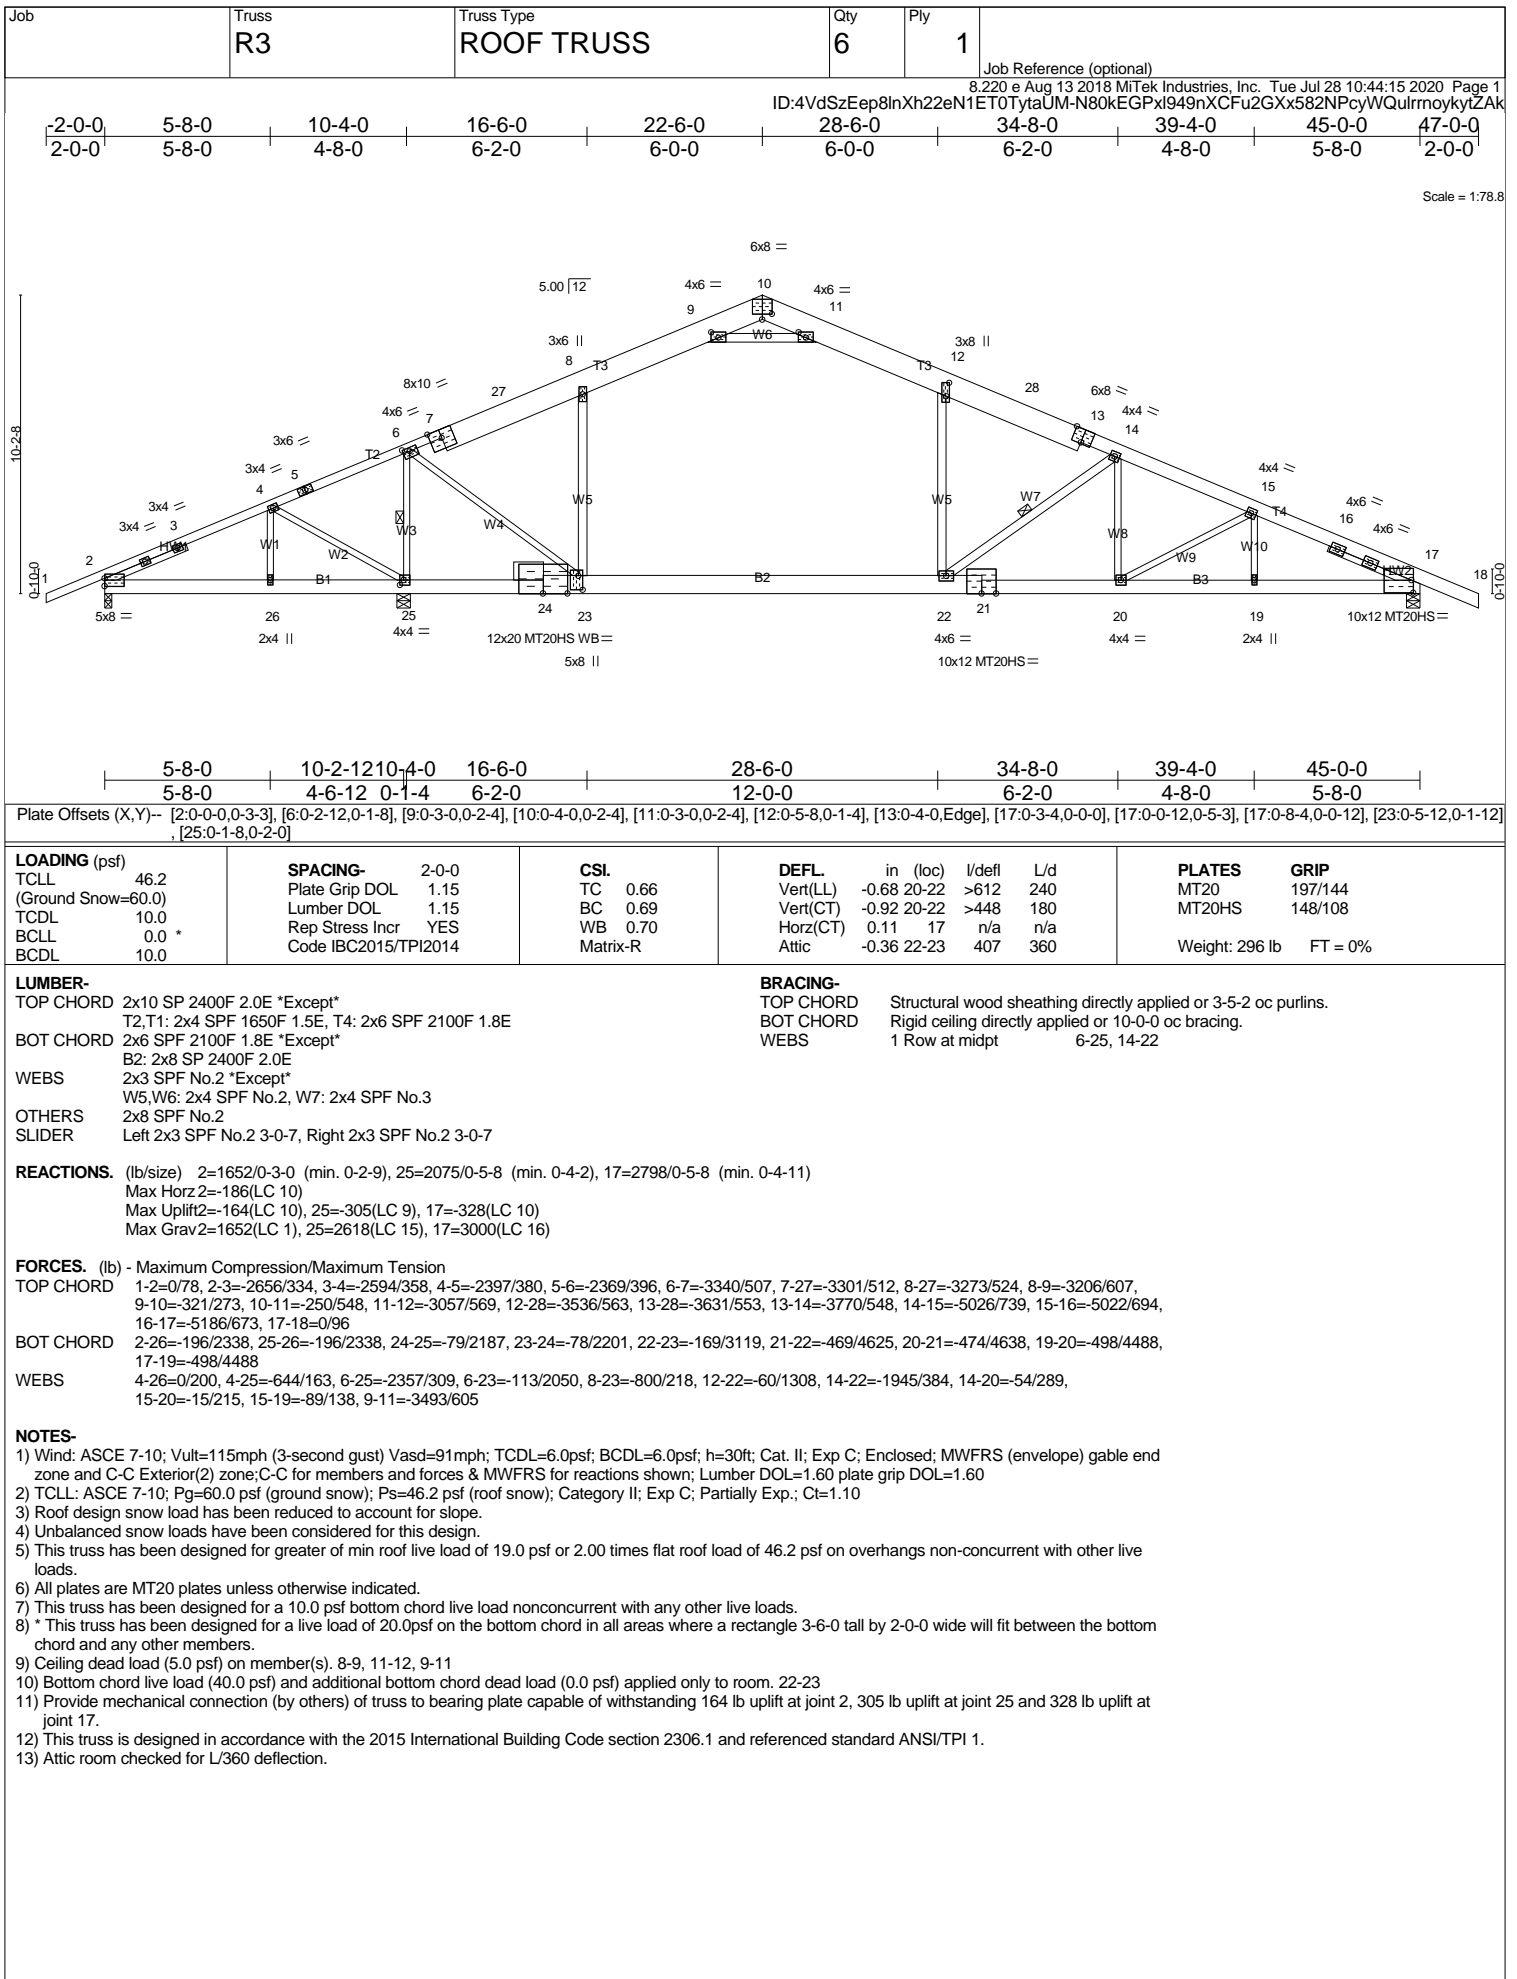 Job
Truss
Truss Type
Qty
Ply
R3
ROOF TRUSS
6
1
Job Reference (optional)
8.220 e Aug 13 2018 MiTek Industries, Inc. Tue Jul 28 10:44:15 2020 Page 1
-2-0-0 5-8-0 10-4-0 16-6-0 22-6-0 28-6-0 34-8-0 39-4-0 45-0-0 47-0-0
2-0-0 5-8-0 4-8-0 6-2-0 6-0-0 6-0-0 6-2-0 4-8-0 5-8-0 2-0-0
Scale = 1:78.8
6x8 =
5.00 12
4x6 = 10 4x6 =
9 11
3x6 || W6 3x8 ||
8 T3 T3 12
8x10 27 28 6x8
4x6 7 13 4x4
6 14
3x6 T2
10-2-8
3x4 5 4x4
4 15
3x4 W5 W5 W7 T4 4x6
3x4 3 16 4x6
HW1 W1 W2 W3 W4 W8 W9 W10 HW2
2 B1 B2 B3 17
1 18
0-10-0 0-10-0
24 21
5x8 = 26 25 23 22 20 19 10x12 MT20HS =
2x4 || 4x4 = 12x20 MT20HS WB = 4x6 = 4x4 = 2x4 ||
5x8 || 10x12 MT20HS =
5-8-0 10-2-12 10-4-0 16-6-0 28-6-0 34-8-0 39-4-0 45-0-0
5-8-0 4-6-12 0-1-4 6-2-0 12-0-0 6-2-0 4-8-0 5-8-0
Plate Offsets (X,Y)-- [2:0-0-0,0-3-3], [6:0-2-12,0-1-8], [9:0-3-0,0-2-4], [10:0-4-0,0-2-4], [11:0-3-0,0-2-4], [12:0-5-8,0-1-4], [13:0-4-0,Edge], [17:0-3-4,0-0-0], [17:0-0-12,0-5-3], [17:0-8-4,0-0-12], [23:0-5-12,0-1-12]
, [25:0-1-8,0-2-0]
LOADING (psf)
TCLL 46.2
(Ground Snow=60.0)
TCDL 10.0
BCLL 0.0 *
BCDL 10.0
SPACING- 2-0-0
Plate Grip DOL 1.15
Lumber DOL 1.15
Rep Stress Incr YES
Code IBC2015/TPI2014
CSI.
TC 0.66
BC 0.69
WB 0.70
Matrix-R
DEFL. in (loc) l/defl L/d
Vert(LL) -0.68 20-22 >612 240
Vert(CT) -0.92 20-22 >448 180
Horz(CT) 0.11 17 n/a n/a
Attic -0.36 22-23 407 360
PLATES GRIP
MT20 197/144
MT20HS 148/108
Weight: 296 lb FT = 0%
LUMBER-
TOP CHORD 2x10 SP 2400F 2.0E *Except*
T2,T1: 2x4 SPF 1650F 1.5E, T4: 2x6 SPF 2100F 1.8E
BOT CHORD 2x6 SPF 2100F 1.8E *Except*
B2: 2x8 SP 2400F 2.0E
WEBS 2x3 SPF No.2 *Except*
W5,W6: 2x4 SPF No.2, W7: 2x4 SPF No.3
OTHERS 2x8 SPF No.2
SLIDER Left 2x3 SPF No.2 3-0-7, Right 2x3 SPF No.2 3-0-7
BRACING-
TOP CHORD Structural wood sheathing directly applied or 3-5-2 oc purlins.
BOT CHORD Rigid ceiling directly applied or 10-0-0 oc bracing.
WEBS 1 Row at midpt 6-25, 14-22
REACTIONS. (lb/size) 2=1652/0-3-0 (min. 0-2-9), 25=2075/0-5-8 (min. 0-4-2), 17=2798/0-5-8 (min. 0-4-11)
Max Horz 2=-186(LC 10)
Max Uplift2=-164(LC 10), 25=-305(LC 9), 17=-328(LC 10)
Max Grav2=1652(LC 1), 25=2618(LC 15), 17=3000(LC 16)
FORCES. (lb) - Maximum Compression/Maximum Tension
TOP CHORD 1-2=0/78, 2-3=-2656/334, 3-4=-2594/358, 4-5=-2397/380, 5-6=-2369/396, 6-7=-3340/507, 7-27=-3301/512, 8-27=-3273/524, 8-9=-3206/607,
9-10=-321/273, 10-11=-250/548, 11-12=-3057/569, 12-28=-3536/563, 13-28=-3631/553, 13-14=-3770/548, 14-15=-5026/739, 15-16=-5022/694,
16-17=-5186/673, 17-18=0/96
BOT CHORD 2-26=-196/2338, 25-26=-196/2338, 24-25=-79/2187, 23-24=-78/2201, 22-23=-169/3119, 21-22=-469/4625, 20-21=-474/4638, 19-20=-498/4488,
17-19=-498/4488
WEBS 4-26=0/200, 4-25=-644/163, 6-25=-2357/309, 6-23=-113/2050, 8-23=-800/218, 12-22=-60/1308, 14-22=-1945/384, 14-20=-54/289,
15-20=-15/215, 15-19=-89/138, 9-11=-3493/605
NOTES-
1) Wind: ASCE 7-10; Vult=115mph (3-second gust) Vasd=91mph; TCDL=6.0psf; BCDL=6.0psf; h=30ft; Cat. II; Exp C; Enclosed; MWFRS (envelope) gable end
zone and C-C Exterior(2) zone;C-C for members and forces & MWFRS for reactions shown; Lumber DOL=1.60 plate grip DOL=1.60
2) TCLL: ASCE 7-10; Pg=60.0 psf (ground snow); Ps=46.2 psf (roof snow); Category II; Exp C; Partially Exp.; Ct=1.10
3) Roof design snow load has been reduced to account for slope.
4) Unbalanced snow loads have been considered for this design.
5) This truss has been designed for greater of min roof live load of 19.0 psf or 2.00 times flat roof load of 46.2 psf on overhangs non-concurrent with other live
loads.
6) All plates are MT20 plates unless otherwise indicated.
7) This truss has been designed for a 10.0 psf bottom chord live load nonconcurrent with any other live loads.
8) * This truss has been designed for a live load of 20.0psf on the bottom chord in all areas where a rectangle 3-6-0 tall by 2-0-0 wide will fit between the bottom
chord and any other members.
9) Ceiling dead load (5.0 psf) on member(s). 8-9, 11-12, 9-11
10) Bottom chord live load (40.0 psf) and additional bottom chord dead load (0.0 psf) applied only to room. 22-23
11) Provide mechanical connection (by others) of truss to bearing plate capable of withstanding 164 lb uplift at joint 2, 305 lb uplift at joint 25 and 328 lb uplift at
joint 17.
12) This truss is designed in accordance with the 2015 International Building Code section 2306.1 and referenced standard ANSI/TPI 1.
13) Attic room checked for L/360 deflection.